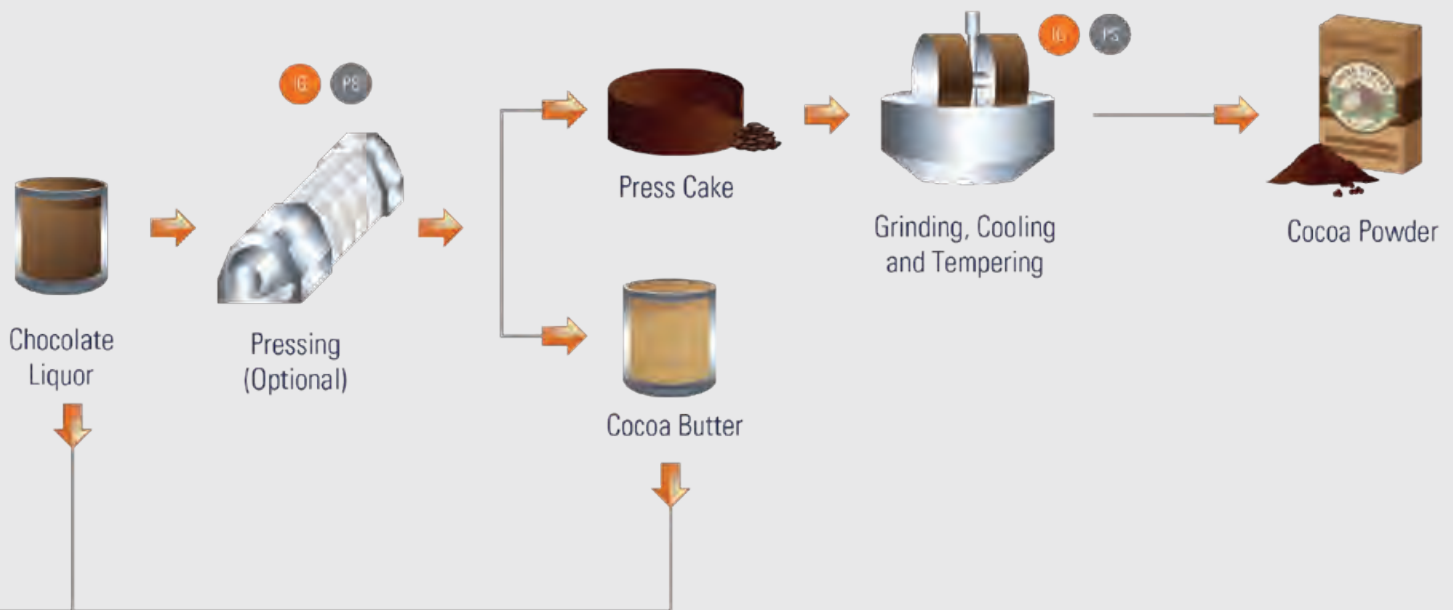 IG PS
IG PS
Press Cake
Grinding, Cooling
and Tempering
Cocoa Powder
Chocolate
Liquor
Pressing
(Optional)
Cocoa Butter